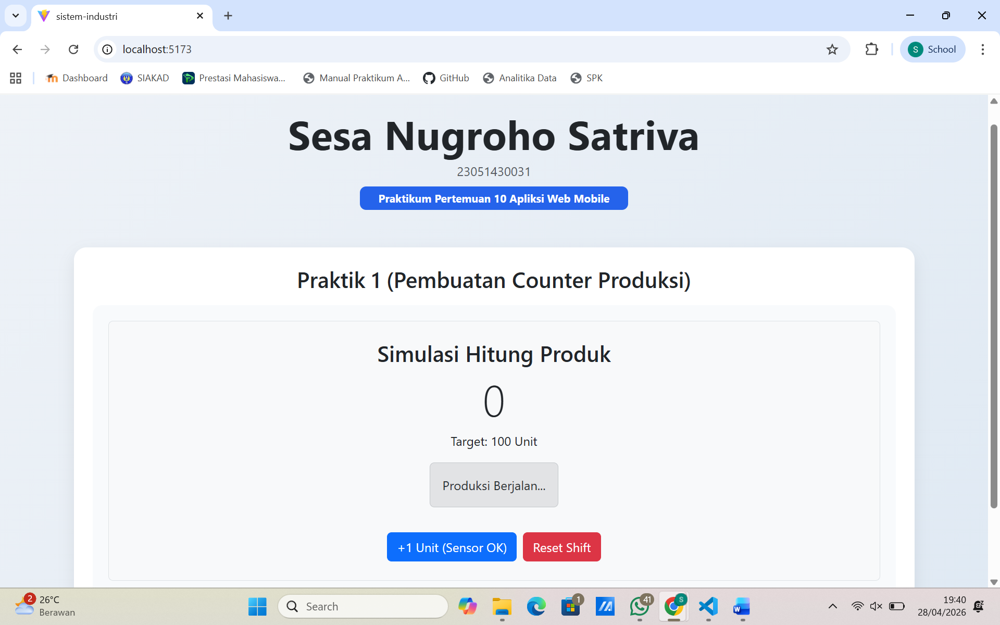 sistem-industri
localhost:5173
S School
Dashboard SIAKAD Prestasi Mahasiswa... Manual Praktikum A... GitHub Analitika Data SPK
Sesa Nugroho Satriva
23051430031
Praktikum Pertemuan 10 Apliksi Web Mobile
Praktik 1 (Pembuatan Counter Produksi)
Simulasi Hitung Produk
0
Target: 100 Unit
Produksi Berjalan...
+1 Unit (Sensor OK) Reset Shift
2 26°C
Berawan
Search
1
41
S
19:40
28/04/2026